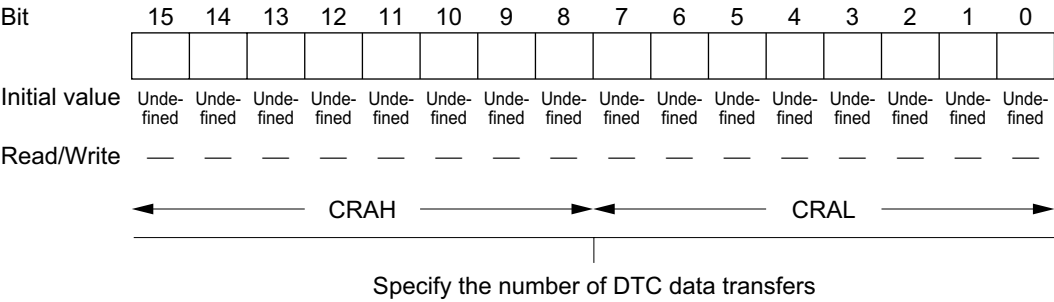 Bit 15 14 13 12 11 10 9 8 7 6 5 4 3 2 1 0
Initial value Unde- Unde- Unde- Unde- Unde- Unde- Unde- Unde- Unde- Unde- Unde- Unde- Unde- Unde- Unde- Unde-
fined fined fined fined fined fined fined fined fined fined fined fined fined fined fined fined
Read/Write — — — — — — — — — — — — — — — —
CRAH CRAL
Specify the number of DTC data transfers